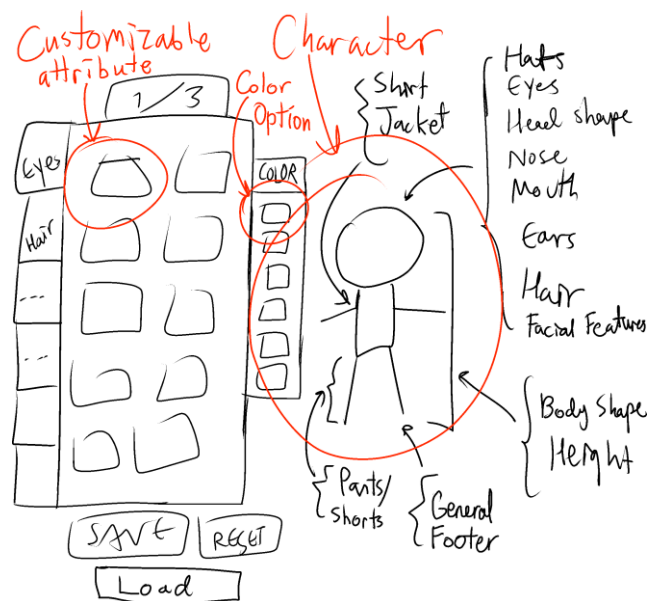 Customizable
attribute
Character
1/3
Color
Option
Shirt
Jacket
Hats
Eyes
Head shape
Nose
Mouth
Ears
Hair
Facial Features
Eyes
Hair
...
...
COLOR
Body Shape
Height
Pants/
Shorts
General
Footer
SAVE
RESET
Load